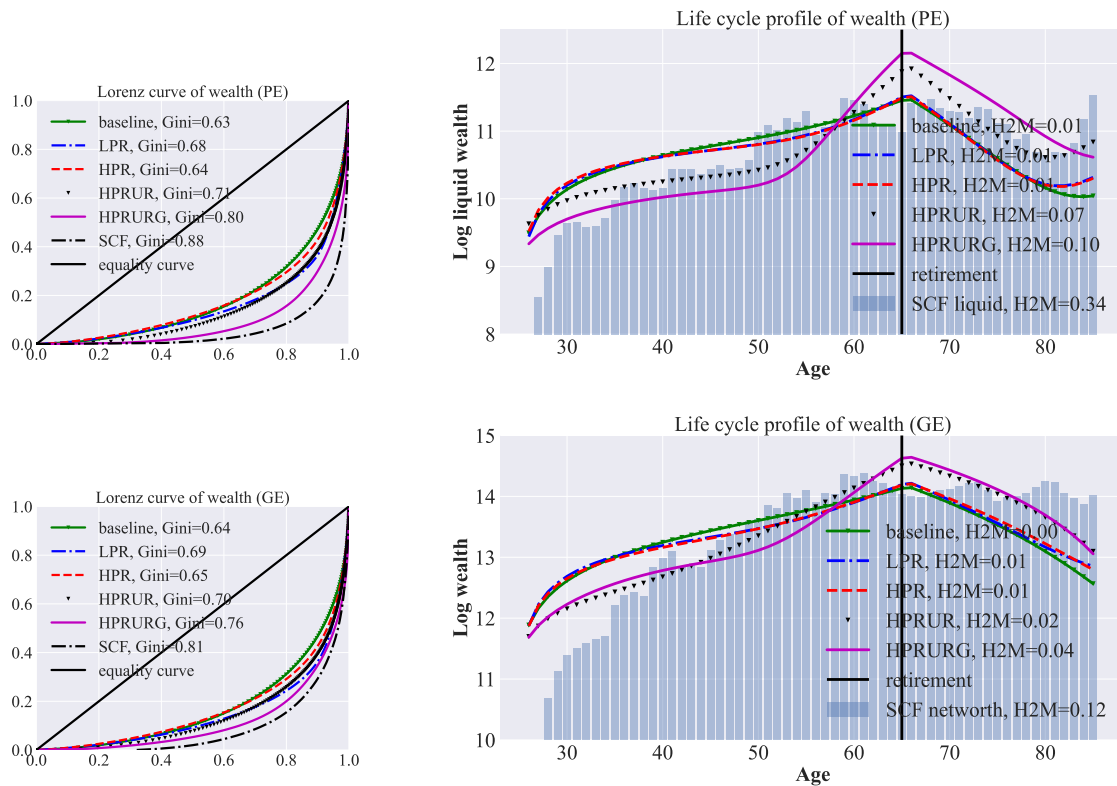 Life cycle profile of wealth (PE)
Lorenz curve of wealth (PE)
1.0
0.8
0.6
0.4
0.2
0.0
0.0 0.2 0.4 0.6 0.8 1.0
baseline, Gini=0.63
LPR, Gini=0.68
HPR, Gini=0.64
HPRUR, Gini=0.71
HPRURG, Gini=0.80
SCF, Gini=0.88
equality curve
Log liquid wealth
12
11
10
9
8
30 40 50 60 70 80
Age
baseline, H2M=0.01
LPR, H2M=0.01
HPR, H2M=0.01
HPRUR, H2M=0.07
HPRURG, H2M=0.10
retirement
SCF liquid, H2M=0.34
Life cycle profile of wealth (GE)
Lorenz curve of wealth (GE)
1.0
0.8
0.6
0.4
0.2
0.0
0.0 0.2 0.4 0.6 0.8 1.0
baseline, Gini=0.64
LPR, Gini=0.69
HPR, Gini=0.65
HPRUR, Gini=0.70
HPRURG, Gini=0.76
SCF, Gini=0.81
equality curve
Log wealth
15
14
13
12
11
10
30 40 50 60 70 80
Age
baseline, H2M=0.00
LPR, H2M=0.01
HPR, H2M=0.01
HPRUR, H2M=0.02
HPRURG, H2M=0.04
retirement
SCF networth, H2M=0.12